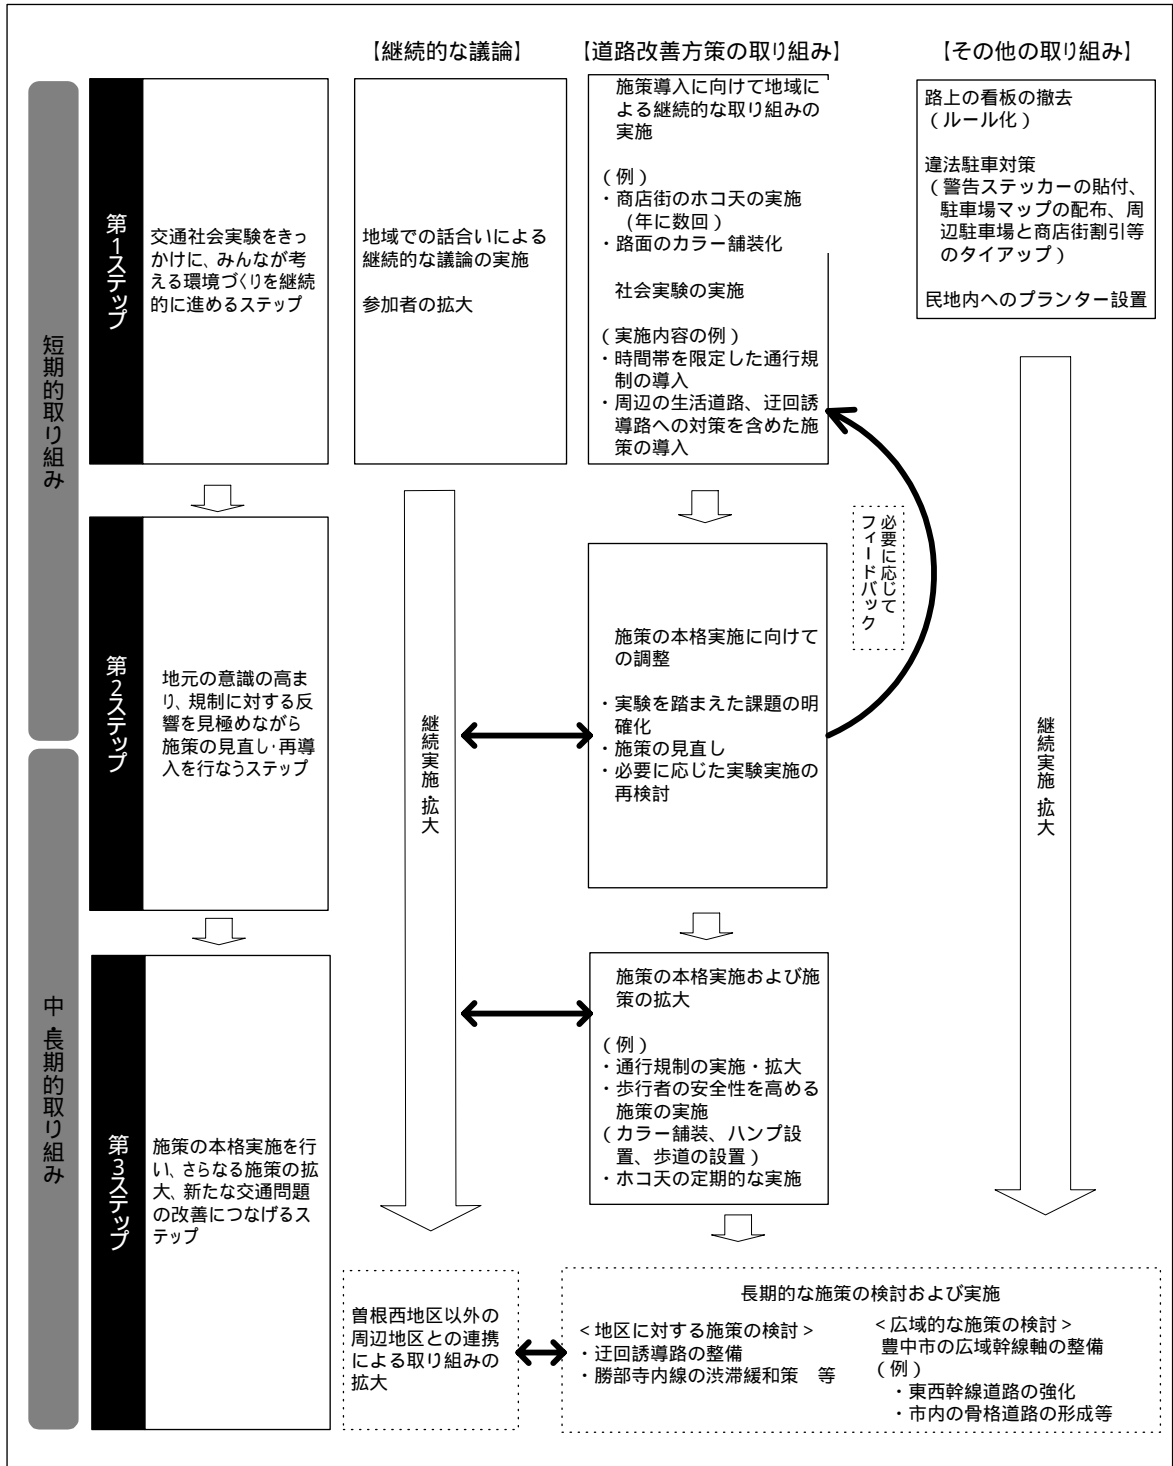 【継続的な議論】
【道路改善方策の取り組み】
【その他の取り組み】
短期的取り組み
第1ステップ
交通社会実験をきっ
かけに、みんなが考
える環境づくりを継続
的に進めるステップ
地域での話合いによる
継続的な議論の実施
参加者の拡大
施策導入に向けて地域に
よる継続的な取り組みの
実施
(例)
・商店街のホコ天の実施
(年に数回)
・路面のカラー舗装化
社会実験の実施
(実施内容の例)
・時間帯を限定した通行規
制の導入
・周辺の生活道路、迂回誘
導路への対策を含めた施
策の導入
路上の看板の撤去
(ルール化)
違法駐車対策
(警告ステッカーの貼付、
駐車場マップの配布、周
辺駐車場と商店街割引等
のタイアップ)
民地内へのプランター設置
第2ステップ
地元の意識の高ま
り、規制に対する反
響を見極めながら
施策の見直し・再導
入を行なうステップ
継続実施・拡大
施策の本格実施に向けて
の調整
・実験を踏まえた課題の明
確化
・施策の見直し
・必要に応じた実験実施の
再検討
必要に応じて
フィードバック
継続実施・拡大
中・長期的取り組み
第3ステップ
施策の本格実施を行
い、さらなる施策の拡
大、新たな交通問題
の改善につなげるス
テップ
施策の本格実施および施
策の拡大
(例)
・通行規制の実施・拡大
・歩行者の安全性を高める
施策の実施
(カラー舗装、ハンプ設
置、歩道の設置)
・ホコ天の定期的な実施
曽根西地区以外の
周辺地区との連携
による取り組みの
拡大
長期的な施策の検討および実施
<地区に対する施策の検討>
・迂回誘導路の整備
・勝部寺内線の渋滞緩和策 等
<広域的な施策の検討>
豊中市の広域幹線軸の整備
(例)
・東西幹線道路の強化
・市内の骨格道路の形成等